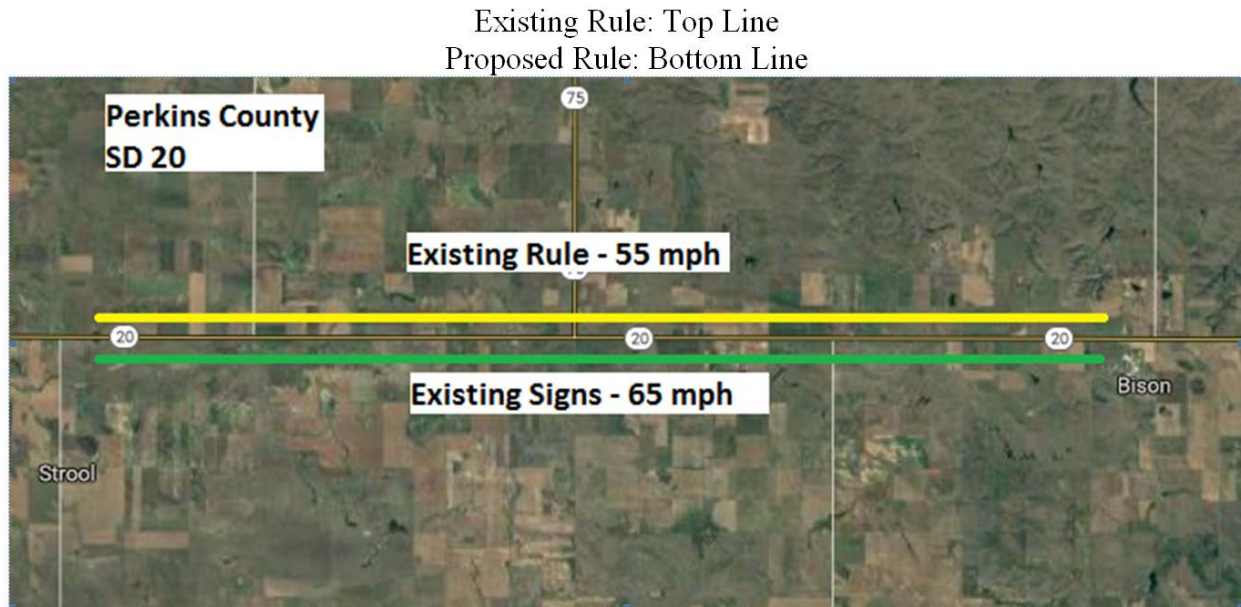 Existing Rule: Top Line
Proposed Rule: Bottom Line
Perkins County
SD 20
75
Existing Rule - 55 mph
20
20
20
Existing Signs - 65 mph
Bison
Strool